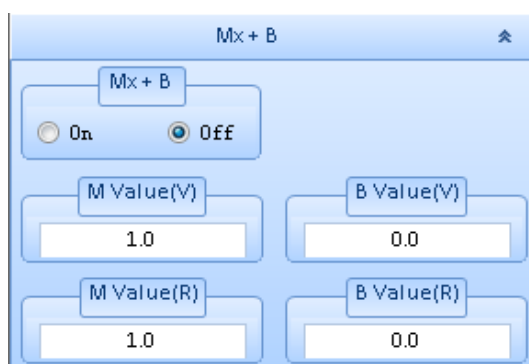 Mx + B
Mx + B
On Off
M Value(V) B Value(V)
1.0 0.0
M Value(R) B Value(R)
1.0 0.0